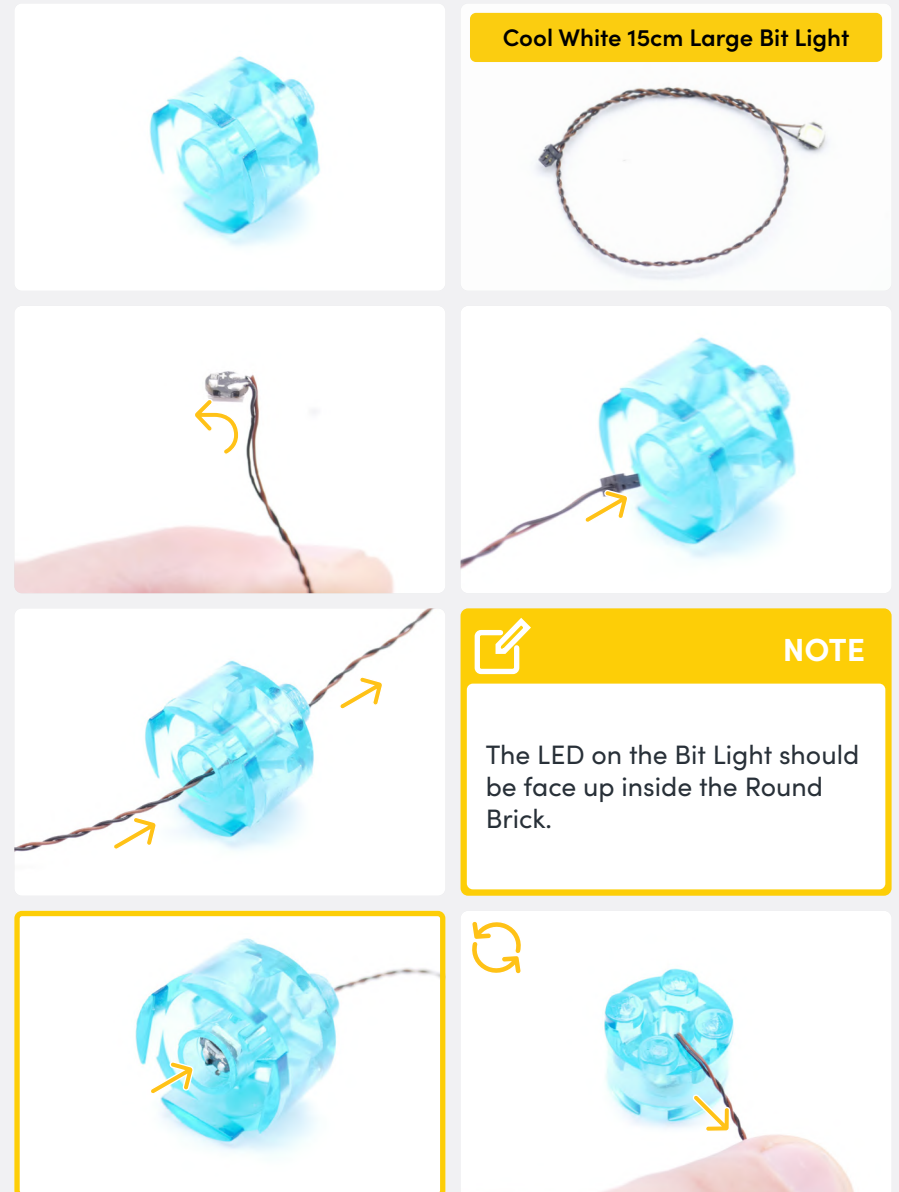 Cool White 15cm Large Bit Light
NOTE
The LED on the Bit Light should
be face up inside the Round
Brick.